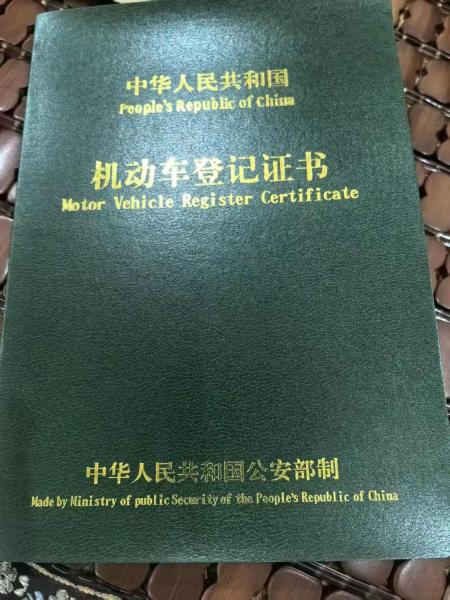 中华人民共和国
People's Republic of China
机动车登记证书
Motor Vehicle Register Certificate
中华人民共和国公安部制
Made by Ministry of public Security of the People's Republic of China